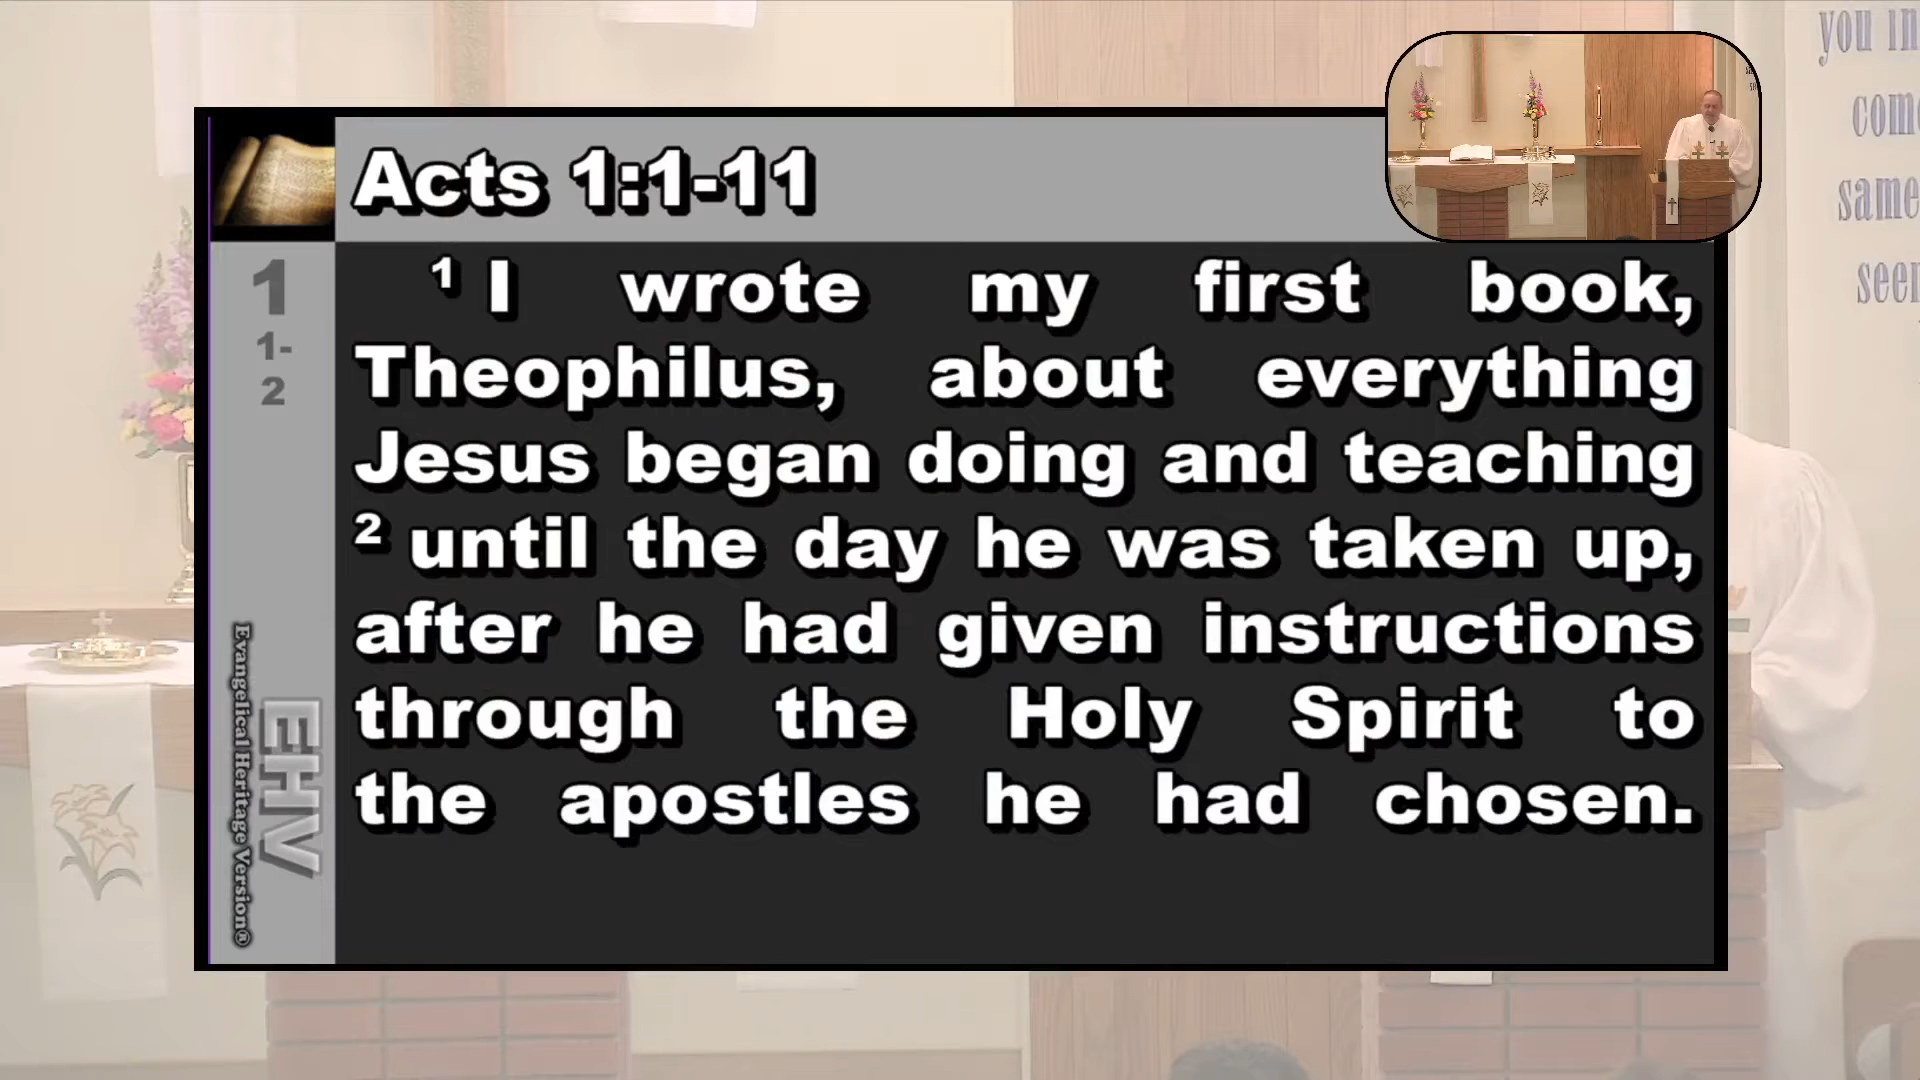 Acts 1:1-11
1
1-
2
¹ I wrote my first book,
Theophilus, about everything
Jesus began doing and teaching
² until the day he was taken up,
after he had given instructions
through the Holy Spirit to
the apostles he had chosen.
EHV
Evangelical Heritage Version®
you in
come
same
seen